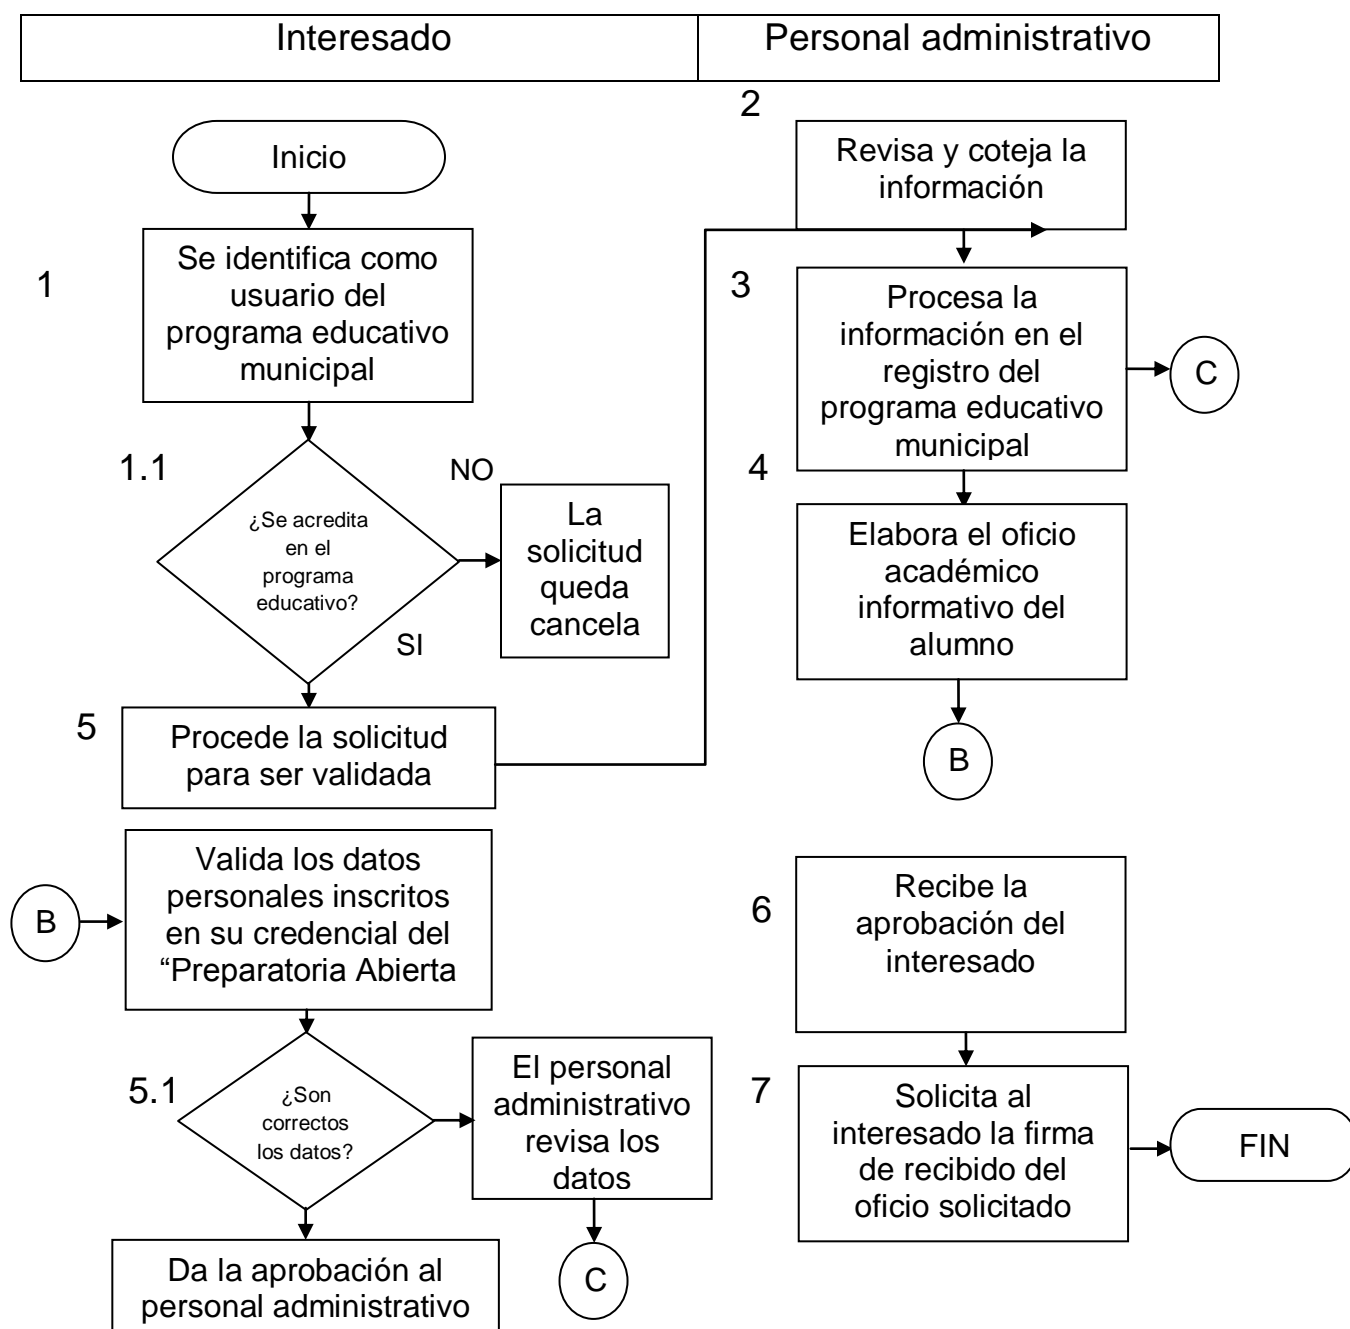 Interesado
Personal administrativo
Inicio
1
Se identifica como
usuario del
programa educativo
municipal
1.1
¿Se acredita
en el
programa
educativo?
NO
La
solicitud
queda
cancela
SI
5
Procede la solicitud
para ser validada
2
Revisa y coteja la
información
3
Procesa la
información en el
registro del
programa educativo
municipal
C
4
Elabora el oficio
académico
informativo del
alumno
B
B
Valida los datos
personales inscritos
en su credencial del
“Preparatoria Abierta
5.1
¿Son
correctos
los datos?
El personal
administrativo
revisa los
datos
C
Da la aprobación al
personal administrativo
6
Recibe la
aprobación del
interesado
7
Solicita al
interesado la firma
de recibido del
oficio solicitado
FIN